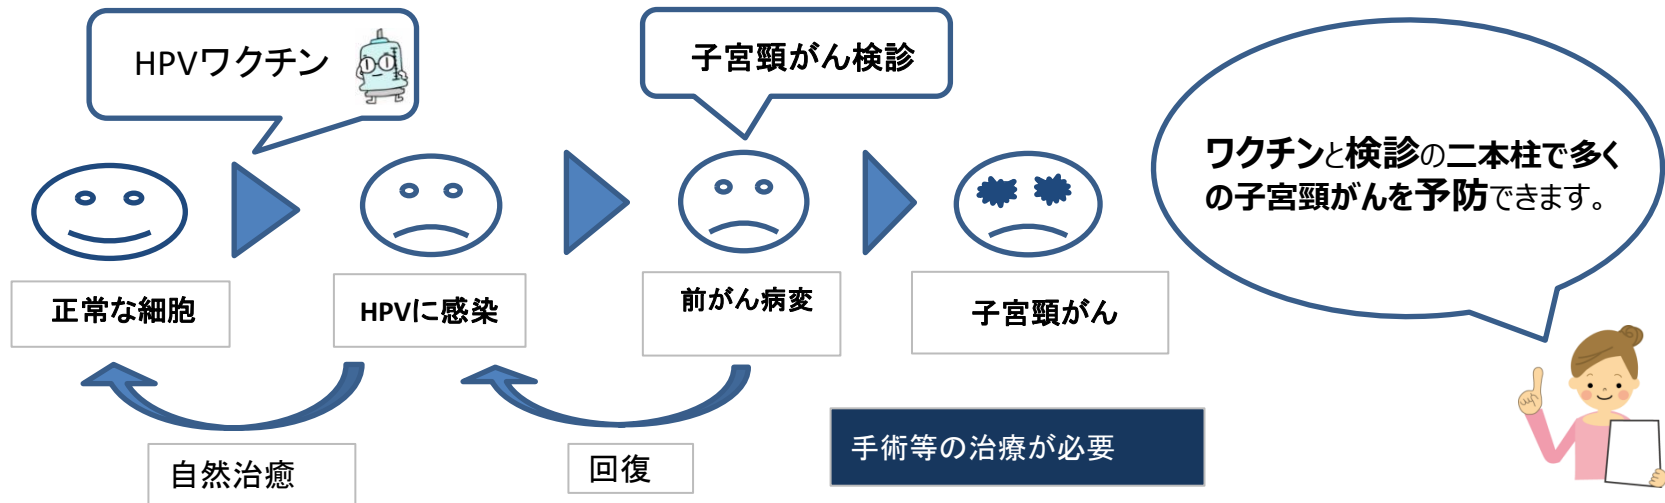 HPVワクチン
子宮頸がん検診
ワクチンと検診の二本柱で多く
の子宮頸がんを予防できます。
正常な細胞
HPVに感染
前がん病変
子宮頸がん
自然治癒
回復
手術等の治療が必要